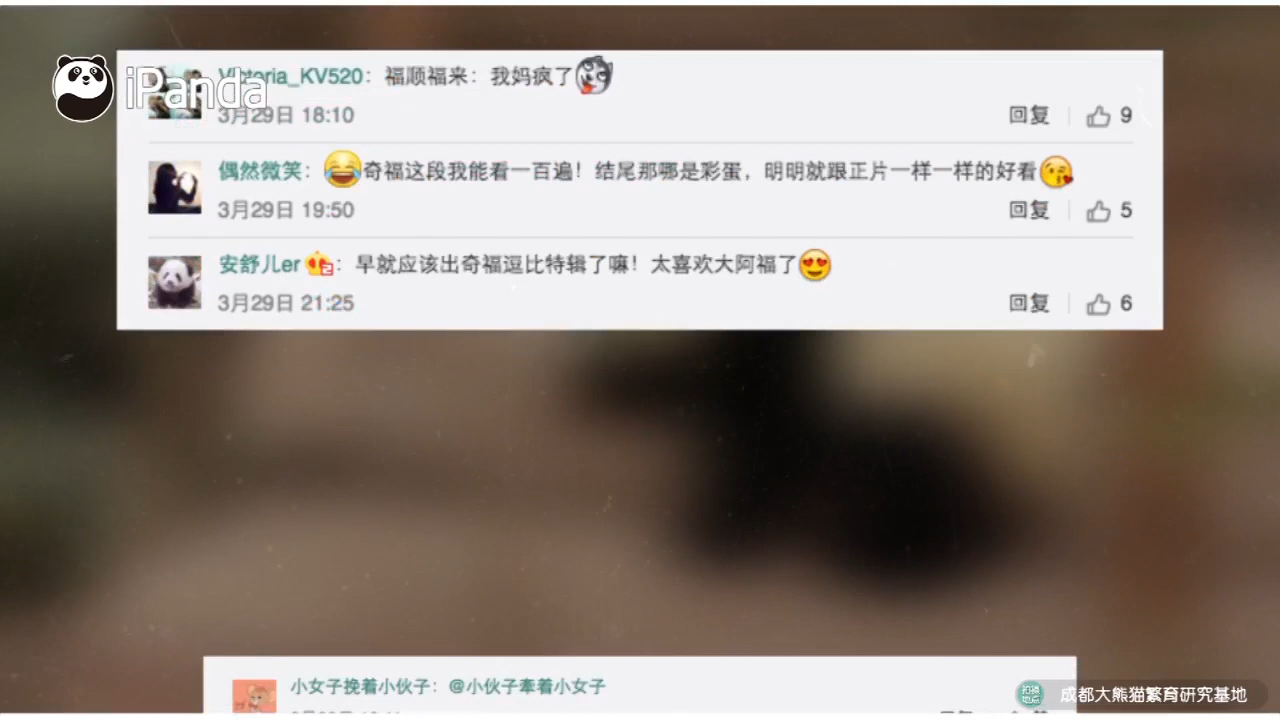 iPanda
Viktoria_KV520：福顺福来：我妈疯了
3月29日 18:10
回复
9
偶然微笑：奇福这段我能看一百遍！结尾那哪是彩蛋，明明就跟正片一样一样的好看
3月29日 19:50
回复
5
安舒儿er：早就应该出奇福逗比特辑了嘛！太喜欢大阿福了
3月29日 21:25
回复
6
小女子挽着小伙子：@小伙子牵着小女子
成都大熊猫繁育研究基地